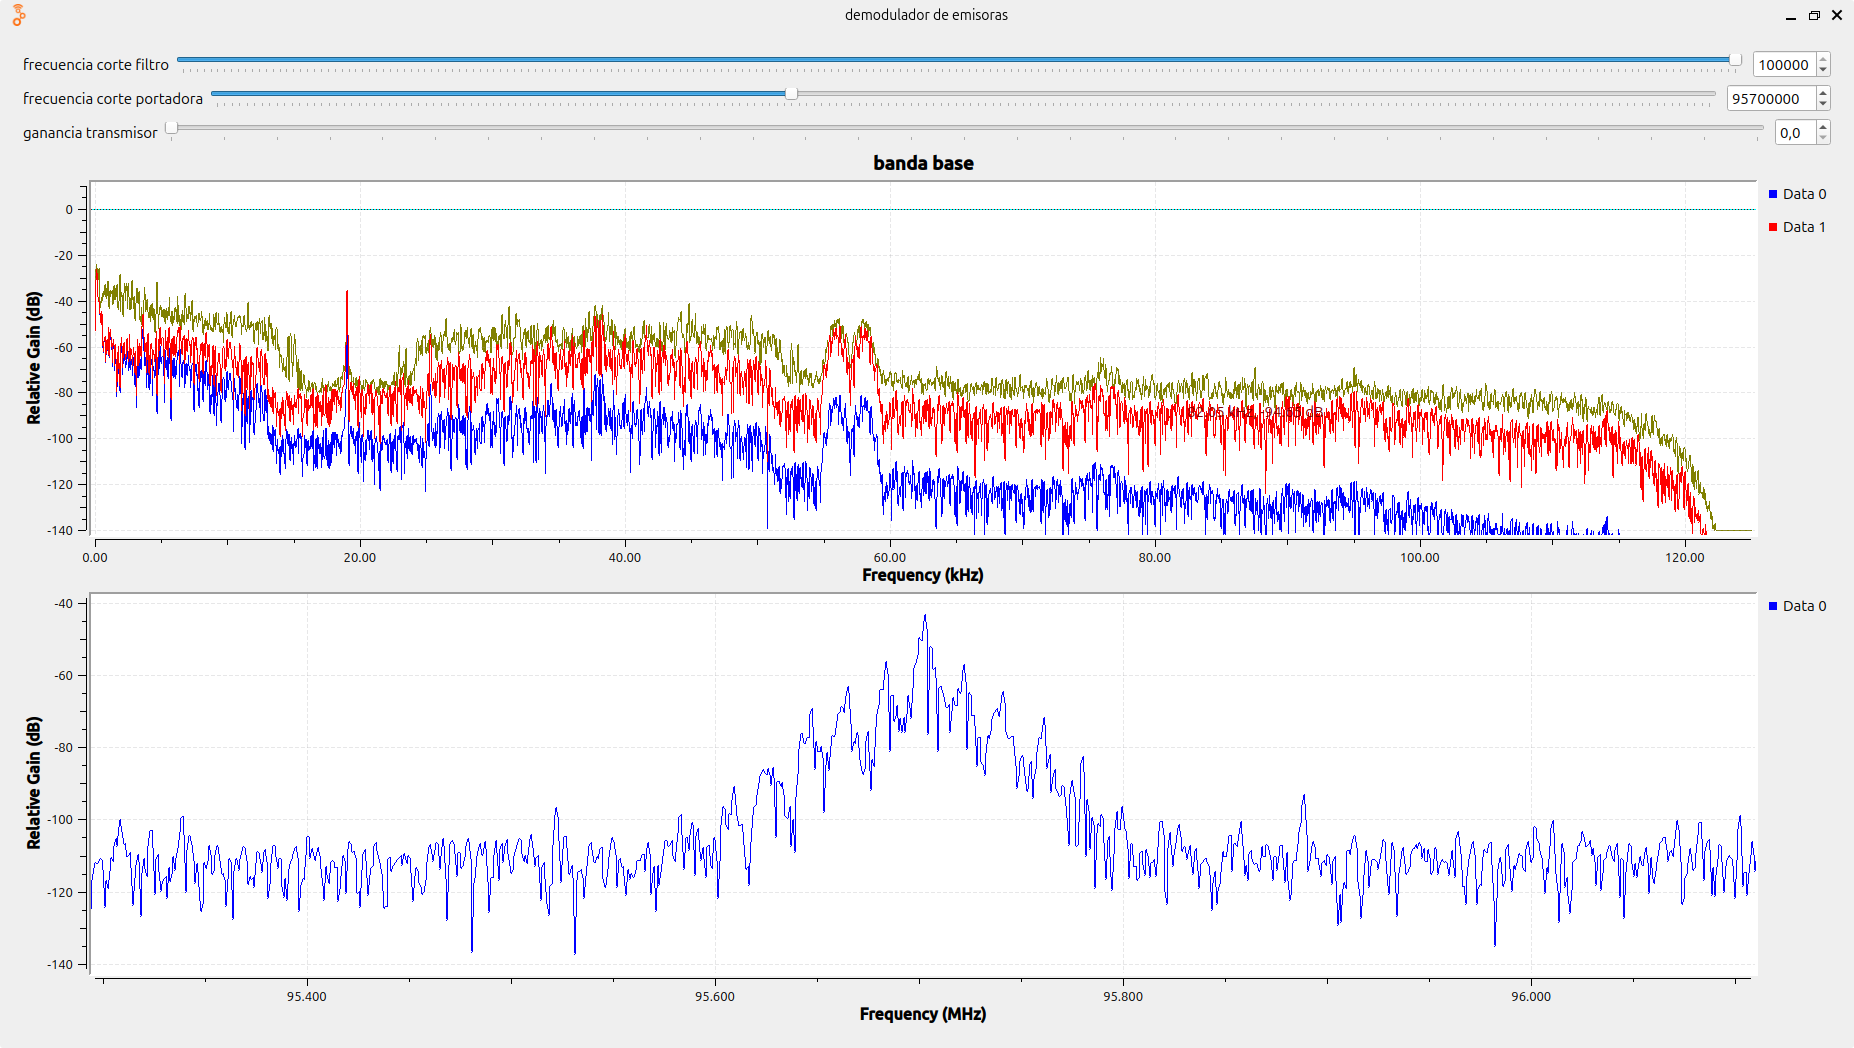 demodulador de emisoras
frecuencia corte filtro 100000
frecuencia corte portadora 95700000
ganancia transmisor 0,0
banda base
Data 0
Data 1
Relative Gain (dB)
0
-20
-40
-60
-80
-100
-120
-140
0.00 20.00 40.00 60.00 80.00 100.00 120.00
Frequency (kHz)
Data 0
Relative Gain (dB)
-40
-60
-80
-100
-120
-140
95.400 95.600 95.800 96.000
Frequency (MHz)